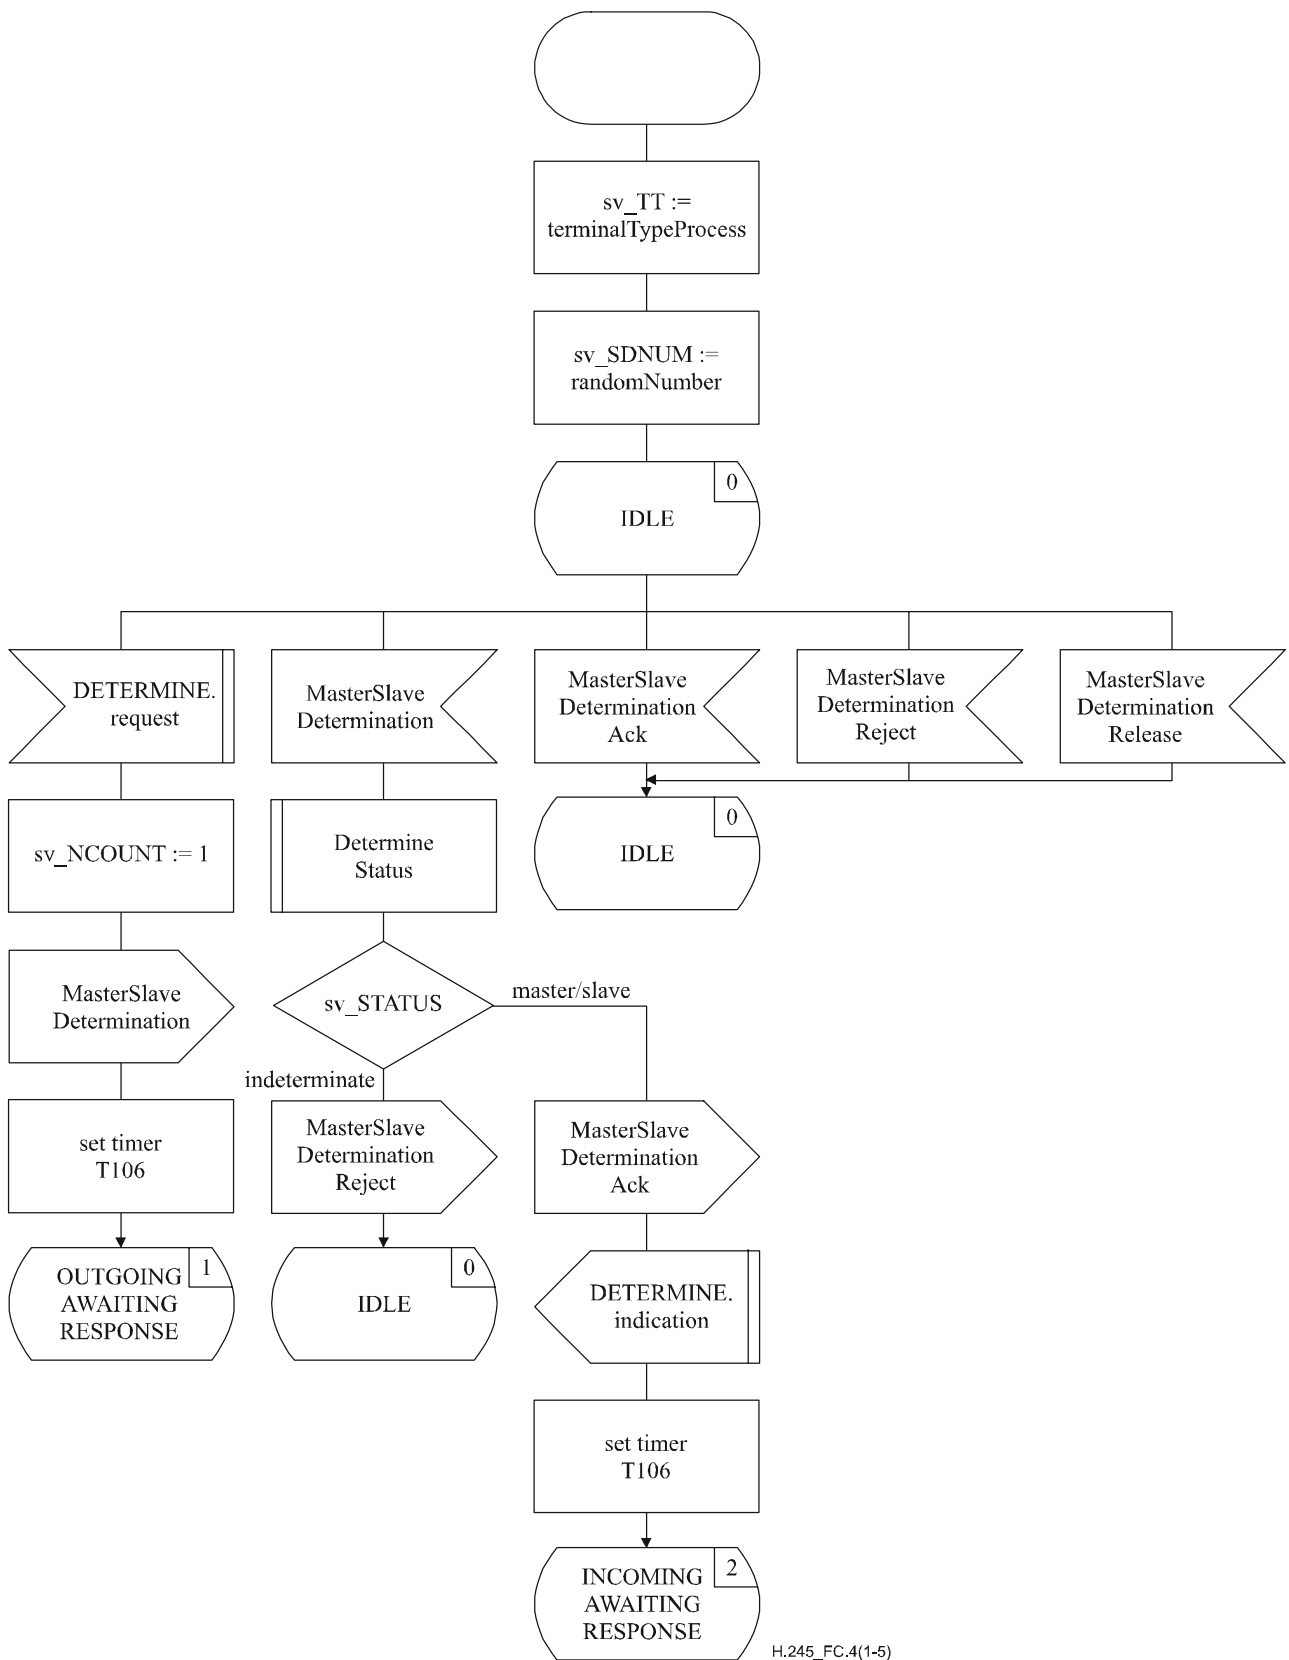 sv_TT :=
terminalTypeProcess
sv_SDNUM :=
randomNumber
0
IDLE
DETERMINE.
request
MasterSlave
Determination
MasterSlave
Determination
Ack
MasterSlave
Determination
Reject
MasterSlave
Determination
Release
sv_NCOUNT := 1
Determine
Status
0
IDLE
MasterSlave
Determination
sv_STATUS
master/slave
indeterminate
set timer
T106
MasterSlave
Determination
Reject
MasterSlave
Determination
Ack
1
OUTGOING
AWAITING
RESPONSE
0
IDLE
DETERMINE.
indication
set timer
T106
2
INCOMING
AWAITING
RESPONSE
H.245_FC.4(1-5)